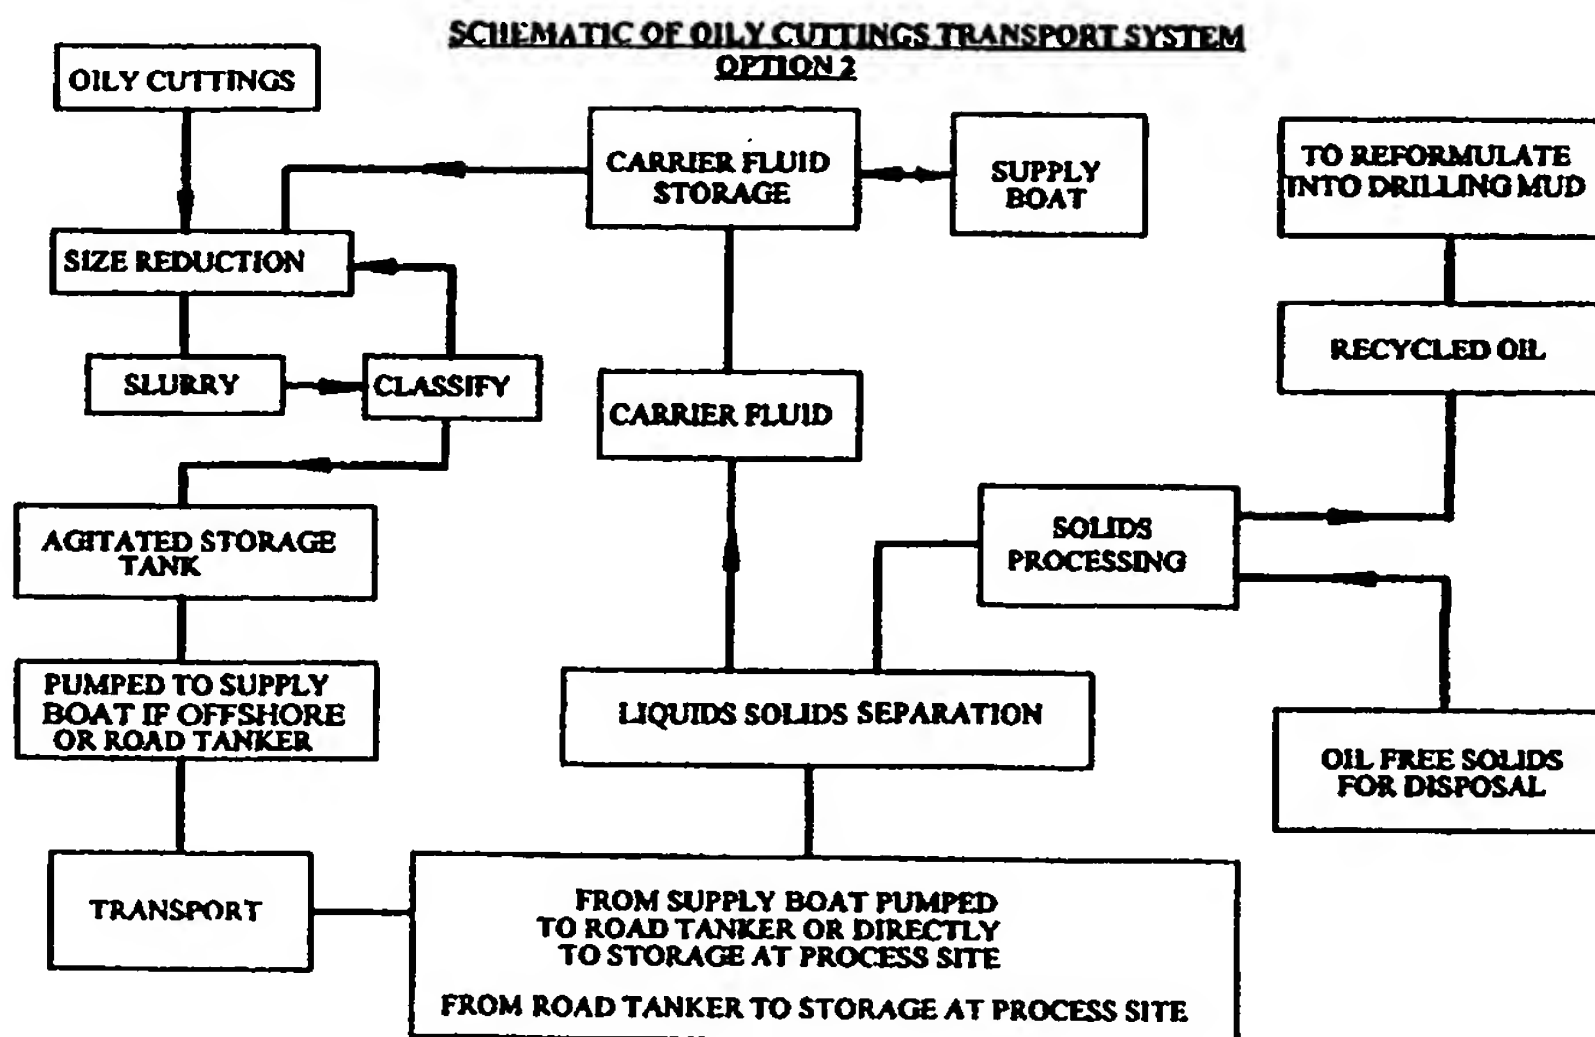 SCHEMATIC OF OILY CUTTINGS TRANSPORT SYSTEM
OPTION 2
OILY CUTTINGS
CARRIER FLUID
STORAGE
SUPPLY
BOAT
TO REFORMULATE
INTO DRILLING MUD
SIZE REDUCTION
SLURRY
CLASSIFY
CARRIER FLUID
RECYCLED OIL
AGITATED STORAGE
TANK
SOLIDS
PROCESSING
PUMPED TO SUPPLY
BOAT IF OFFSHORE
OR ROAD TANKER
LIQUIDS SOLIDS SEPARATION
OIL FREE SOLIDS
FOR DISPOSAL
TRANSPORT
FROM SUPPLY BOAT PUMPED
TO ROAD TANKER OR DIRECTLY
TO STORAGE AT PROCESS SITE
FROM ROAD TANKER TO STORAGE AT PROCESS SITE